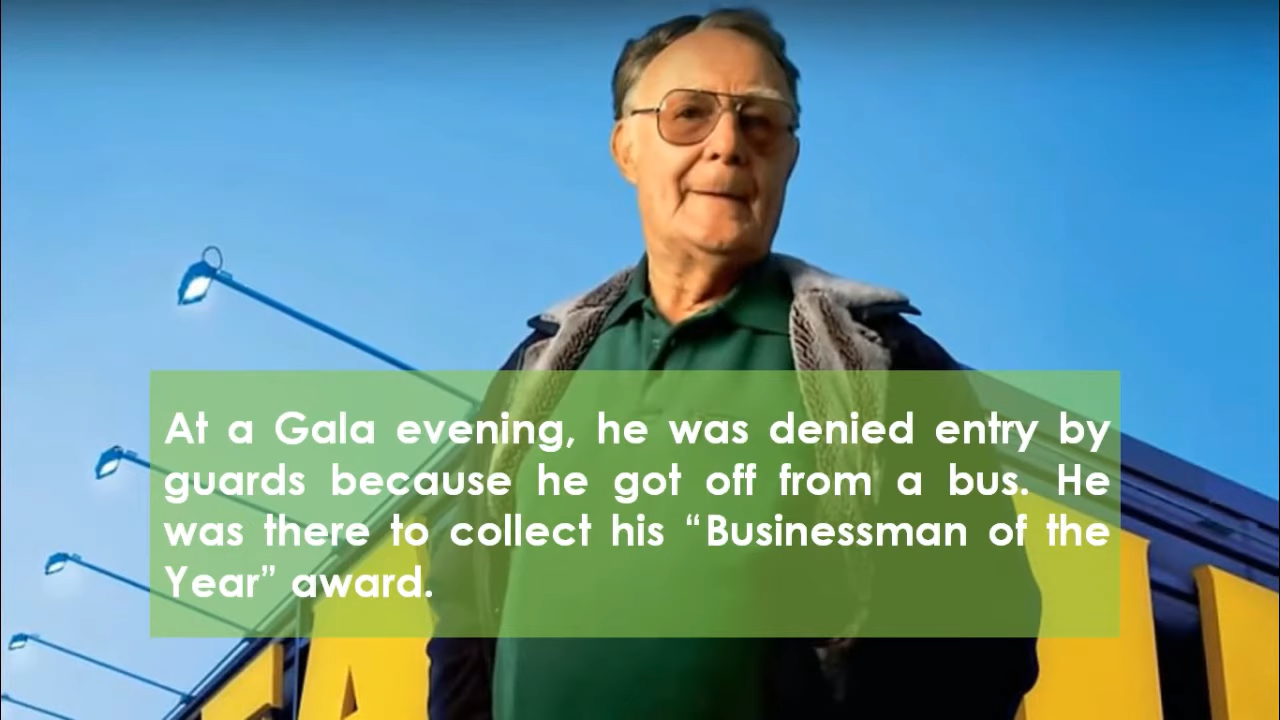 At a Gala evening, he was denied entry by
guards because he got off from a bus. He
was there to collect his “Businessman of the
Year” award.